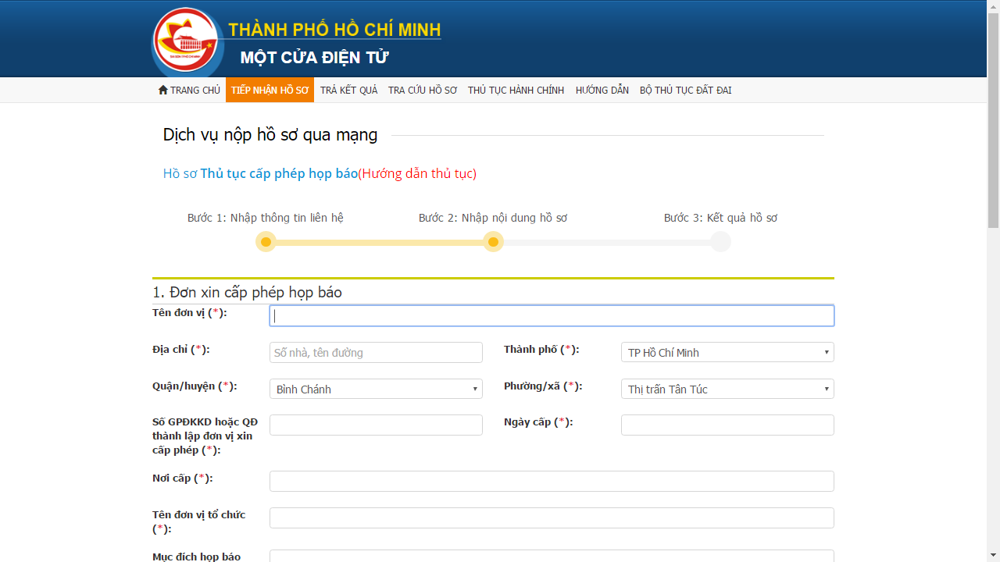 THÀNH PHỐ HỒ CHÍ MINH
MỘT CỬA ĐIỆN TỬ
TRANG CHỦ TIẾP NHẬN HỒ SƠ TRẢ KẾT QUẢ TRA CỨU HỒ SƠ THỦ TỤC HÀNH CHÍNH HƯỚNG DẪN BỘ THỦ TỤC ĐẤT ĐAI
Dịch vụ nộp hồ sơ qua mạng
Hồ sơ Thủ tục cấp phép họp báo(Hướng dẫn thủ tục)
Bước 1: Nhập thông tin liên hệ Bước 2: Nhập nội dung hồ sơ Bước 3: Kết quả hồ sơ
1. Đơn xin cấp phép họp báo
Tên đơn vị (*):
Địa chỉ (*): Số nhà, tên đường Thành phố (*): TP Hồ Chí Minh
Quận/huyện (*): Bình Chánh Phường/xã (*): Thị trấn Tân Túc
Số GPĐKKD hoặc QĐ
thành lập đơn vị xin
cấp phép (*):
Ngày cấp (*):
Nơi cấp (*):
Tên đơn vị tổ chức
(*):
Mục đích họp báo